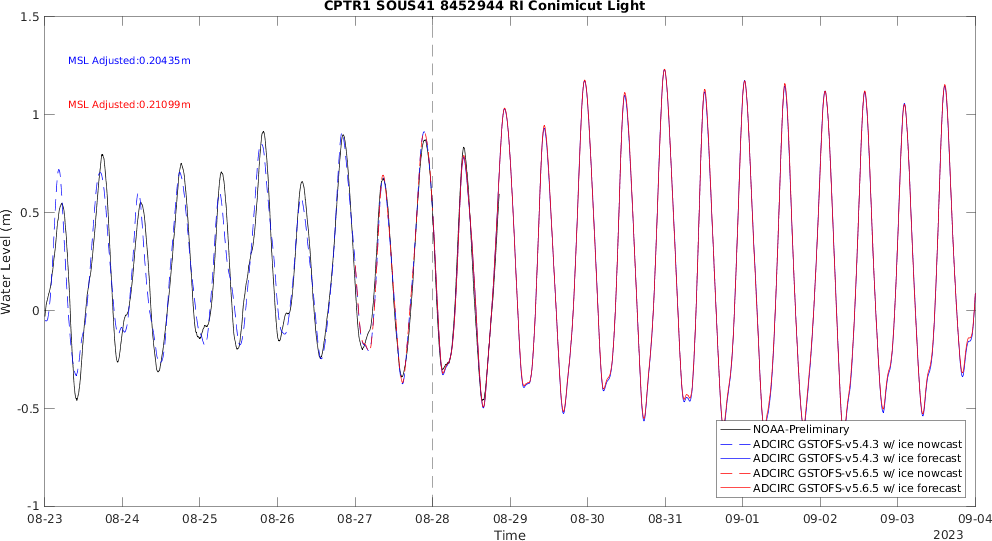 CPTR1 SOUS41 8452944 RI Conimicut Light
MSL Adjusted:0.20435m
MSL Adjusted:0.21099m
Water Level (m)
1.5
1
0.5
0
-0.5
-1
NOAA-Preliminary
ADCIRC GSTOFS-v5.4.3 w/ ice nowcast
ADCIRC GSTOFS-v5.4.3 w/ ice forecast
ADCIRC GSTOFS-v5.6.5 w/ ice nowcast
ADCIRC GSTOFS-v5.6.5 w/ ice forecast
08-23 08-24 08-25 08-26 08-27 08-28 08-29 08-30 08-31 09-01 09-02 09-03 09-04
Time
2023